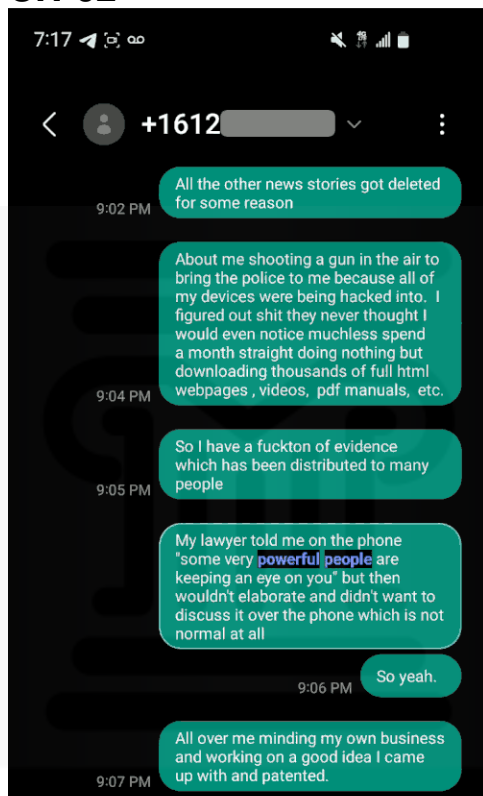 7:17
+1612
All the other news stories got deleted
for some reason
9:02 PM
About me shooting a gun in the air to
bring the police to me because all of
my devices were being hacked into.  I
figured out shit they never thought I
would even notice muchless spend
a month straight doing nothing but
downloading thousands of full html
webpages , videos,  pdf manuals,  etc.
9:04 PM
So I have a fuckton of evidence
which has been distributed to many
people
9:05 PM
My lawyer told me on the phone
"some very powerful people are
keeping an eye on you" but then
wouldn't elaborate and didn't want to
discuss it over the phone which is not
normal at all
So yeah.
9:06 PM
All over me minding my own business
and working on a good idea I came
up with and patented.
9:07 PM